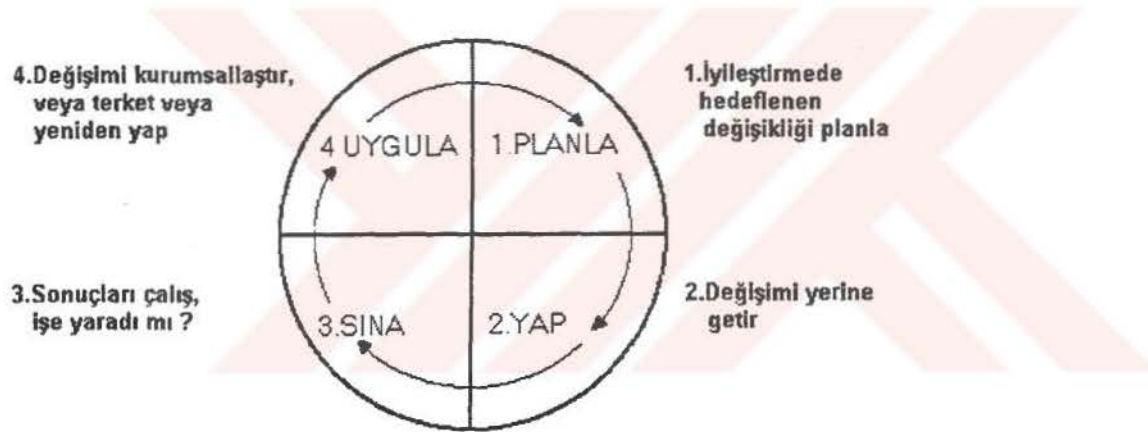 4.Değişimi kurumsallaştır,
veya terket veya
yeniden yap
1.İyileştirmede
hedeflenen
değişikliği planla
4 UYGULA
1.PLANLA
3.Sonuçları çalış,
işe yaradı mı ?
3.SINA
2.YAP
2.Değişimi yerine
getir